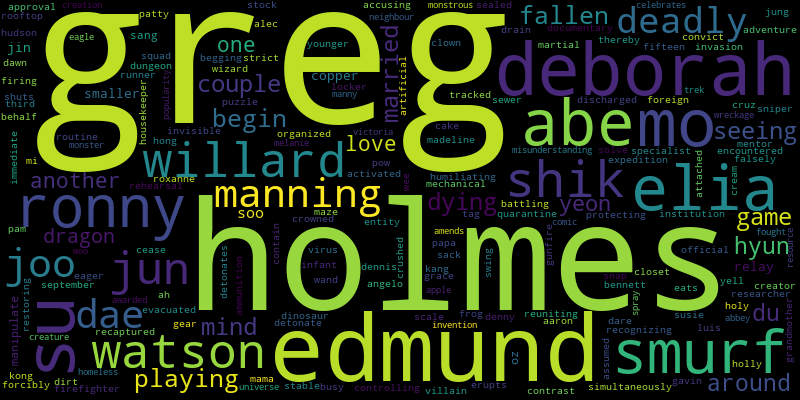 greg
holmes
edmund
deborah
smurf
elia
abe
mo
shik
willard
ronny
manning
watson
su
jun
joo
dae
deadly
fallen
couple
begin
married
love
one
another
dragon
mind
playing
dying
yeon
game
hyun
du
around
seeing
rooftop
patty
approval
hudson
jin
sang
squad
dungeon
runner
smaller
dawn
firing
shuts
third
behalf
eagle
creation
stock
alec
younger
clown
begging
strict
wizard
copper
puzzle
locker
manny
accusing
monstrous
sealed
neighbour
drain
documentary
jung
adventure
thereby
fifteen
convict
invasion
martial
tracked
sewer
discharged
foreign
trek
cruz
sniper
wreckage
artificial
popularity
housekeeper
immediate
routine
monster
invisible
hong
organized
victoria
melanie
cake
madeline
misunderstanding
solve
specialist
encountered
mentor
falsely
celebrates
mi
roxanne
rehearsal
pow
activated
wee
humiliating
mechanical
expedition
attached
cream
battling
quarantine
protecting
institution
tag
comic
fought
resource
pam
woo
cease
eager
september
ah
evacuated
restoring
manipulate
recaptured
gear
creature
kong
forcibly
dirt
homeless
firefighter
soo
crowned
maze
entity
contain
detonates
virus
infant
wand
ammunition
awarded
dinosaur
detonate
mama
universe
stable
busy
controlling
dennis
angelo
crushed
sack
papa
amends
kang
grace
apple
scale
frog
denny
invention
villain
erupts
contrast
swing
gunfire
reuniting
aaron
oz
bennett
closet
relay
official
yell
creator
researcher
eats
snap
spray
dare
recognizing
susie
luis
holy
abbey
grandmother
assumed
simultaneously
gavin
holly